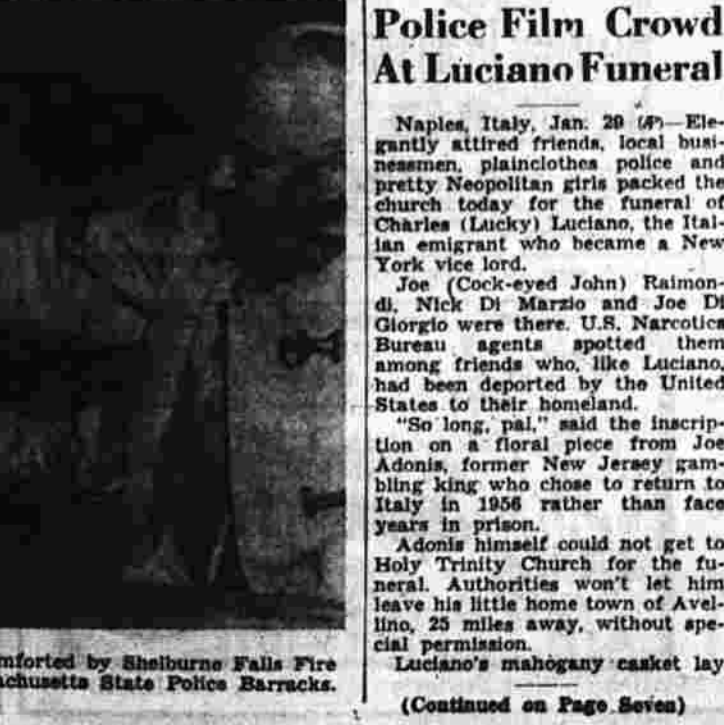 Police Film Crowd
At Luciano Funeral
Naples, Italy, Jan. 29 (AP)—Ele-
gantly attired friends, local busi-
nessmen, plainclothes police and
pretty Neopolitan girls packed the
church today for the funeral of
Charles (Lucky) Luciano, the Ital-
ian emigrant who became a New
York vice lord.
Joe (Cock-eyed John) Raimon-
di, Nick Di Marzio and Joe Di
Giorgio were there. U.S. Narcotics
Bureau agents spotted them
among friends who, like Luciano,
had been deported by the United
States to their homeland.
"So long, pal," said the inscrip-
tion on a floral piece from Joe
Adonis, former New Jersey gam-
bling king who chose to return to
Italy in 1956 rather than face
years in prison.
Adonis himself could not get to
Holy Trinity Church for the fu-
neral. Authorities won't let him
leave his little home town of Avel-
lino, 25 miles away, without spe-
cial permission.
Luciano's mahogany casket lay
(Continued on Page Seven)
mforted by Shelburne Falls Fire
achusetts State Police Barracks.